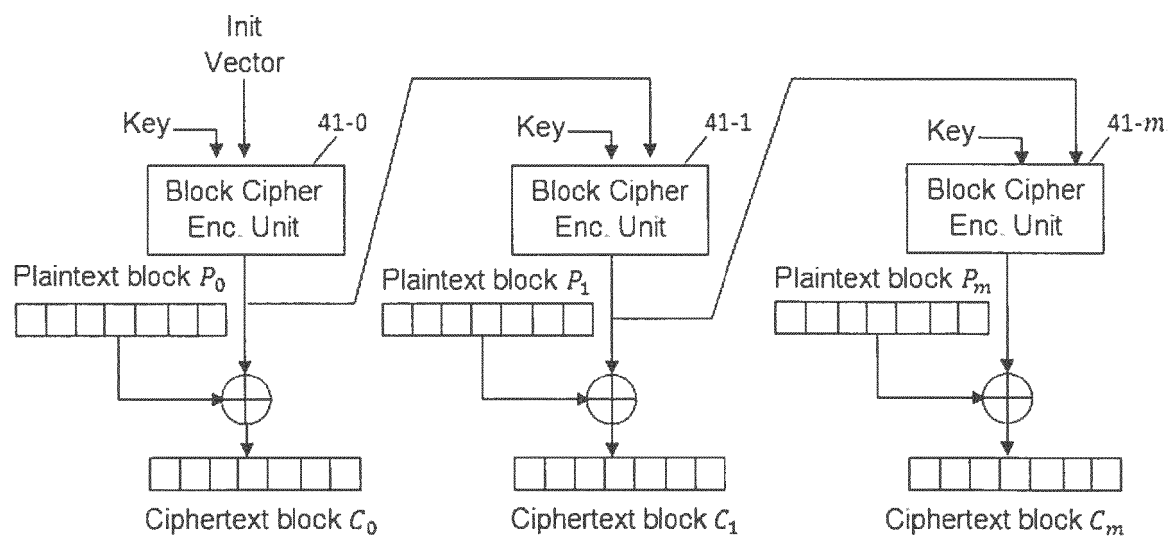 Init
Vector
Key
41-0
Key
41-1
Key
41-m
Block Cipher
Enc. Unit
Block Cipher
Enc. Unit
Block Cipher
Enc. Unit
Plaintext block P₀
Plaintext block P₁
Plaintext block Pₘ
Ciphertext block C₀
Ciphertext block C₁
Ciphertext block Cₘ